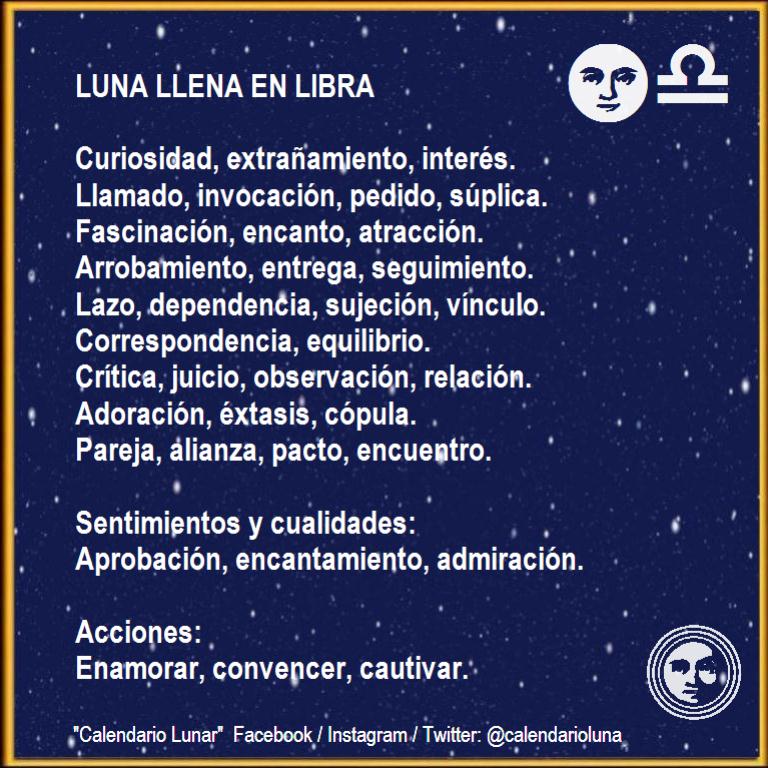 LUNA LLENA EN LIBRA
Curiosidad, extrañamiento, interés.
Llamado, invocación, pedido, súplica.
Fascinación, encanto, atracción.
Arrobamiento, entrega, seguimiento.
Lazo, dependencia, sujeción, vínculo.
Correspondencia, equilibrio.
Crítica, juicio, observación, relación.
Adoración, éxtasis, cópula.
Pareja, alianza, pacto, encuentro.
Sentimientos y cualidades:
Aprobación, encantamiento, admiración.
Acciones:
Enamorar, convencer, cautivar.
"Calendario Lunar" Facebook / Instagram / Twitter: @calendarioluna